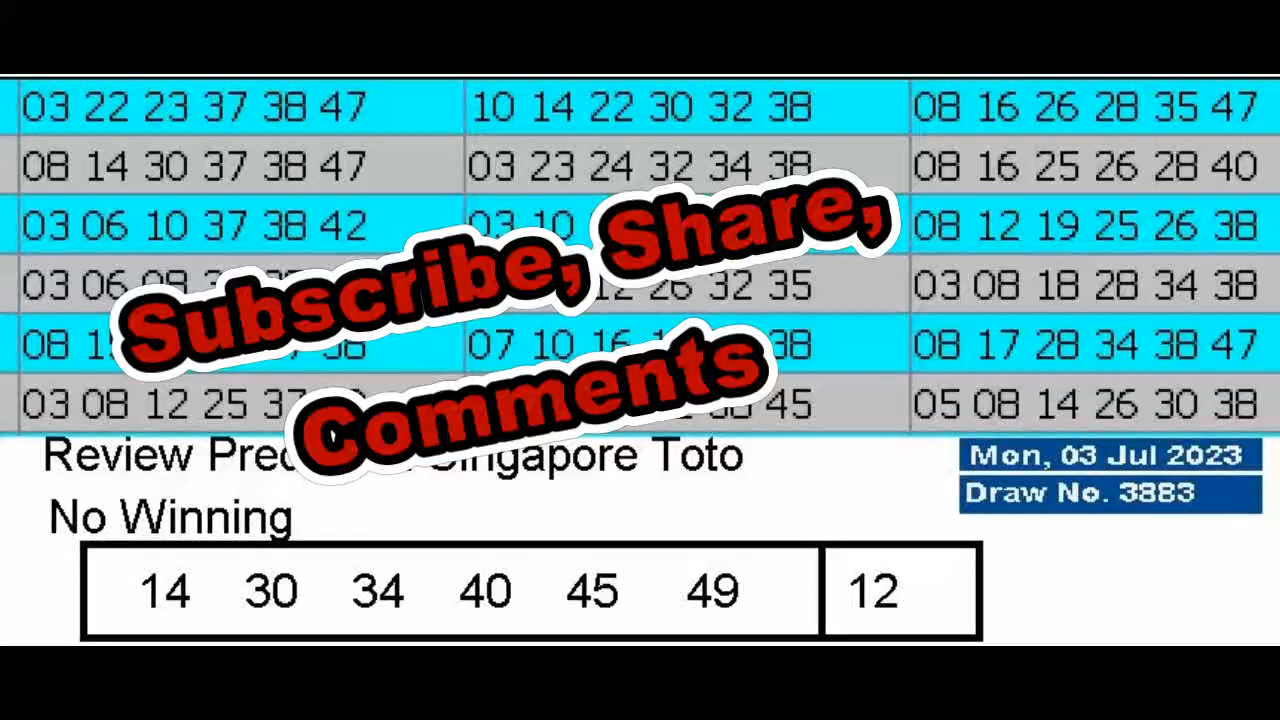 03 22 23 37 38 47 10 14 22 30 32 38 08 16 26 28 35 47
08 14 30 37 38 47 03 23 24 32 34 38 08 16 25 26 28 40
03 06 10 37 38 42 03 10 08 12 19 25 26 38
03 06 26 32 35 03 08 18 28 34 38
08 38 07 10 16 38 08 17 28 34 38 47
03 08 12 25 45 05 08 14 26 30 38
Subscribe, Share,
Comments
Review Singapore Toto
Mon, 03 Jul 2023
Draw No. 3883
No Winning
14 30 34 40 45 49 12